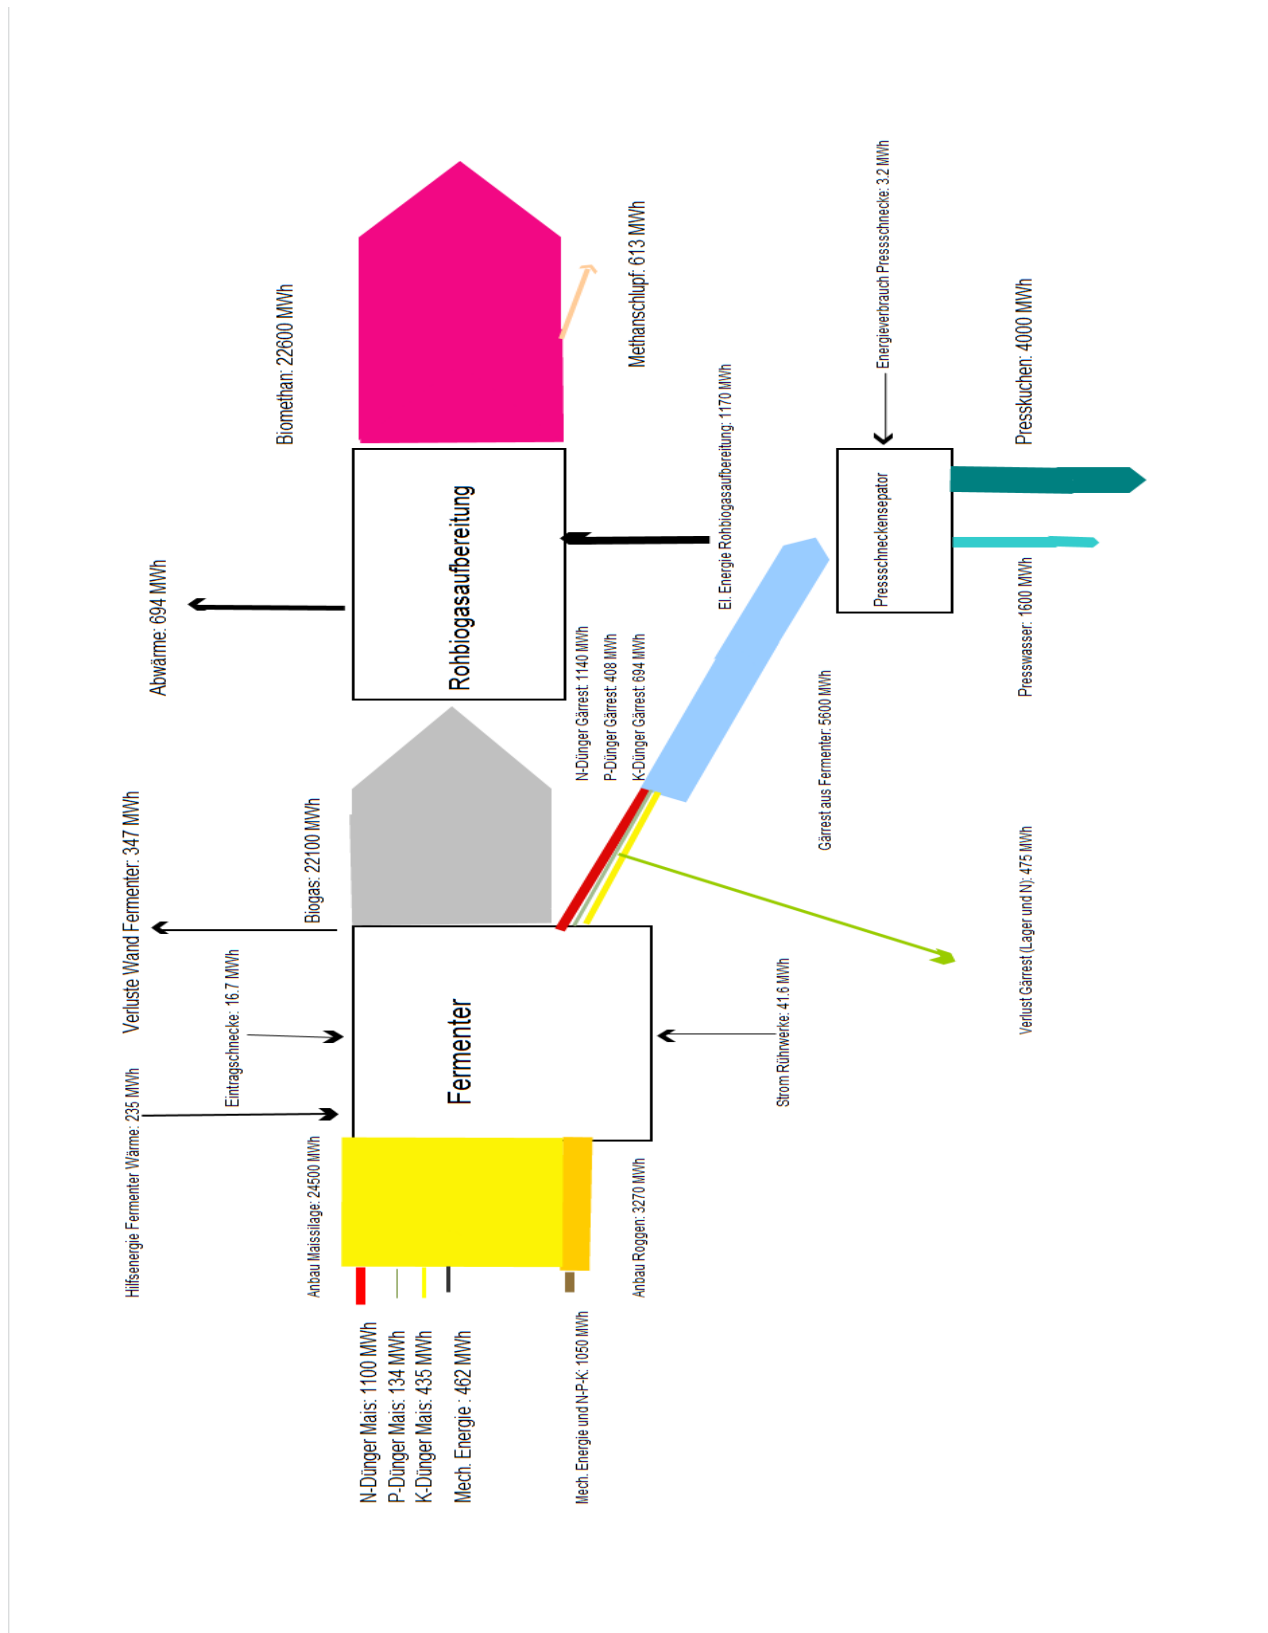 Hilfsenergie Fermenter Wärme: 235 MWh
Verluste Wand Fermenter: 347 MWh
Abwärme: 694 MWh
Eintragschnecke: 16.7 MWh
Biomethan: 22600 MWh
Anbau Maissilage: 24500 MWh
Biogas: 22100 MWh
N-Dünger Mais: 1100 MWh
P-Dünger Mais: 134 MWh
K-Dünger Mais: 435 MWh
Mech. Energie : 462 MWh
Fermenter
Rohbiogasaufbereitung
Mech. Energie und N-P-K: 1050 MWh
N-Dünger Gärrest: 1140 MWh
P-Dünger Gärrest: 408 MWh
K-Dünger Gärrest: 694 MWh
Methanschlupf: 613 MWh
Anbau Roggen: 3270 MWh
El. Energie Rohbiogasaufbereitung: 1170 MWh
Strom Rührwerke: 41.6 MWh
Gärrest aus Fermenter: 5600 MWh
Pressschneckensepator
Energieverbrauch Pressschnecke: 3.2 MWh
Verlust Gärrest (Lager und N): 475 MWh
Presswasser: 1600 MWh
Presskuchen: 4000 MWh